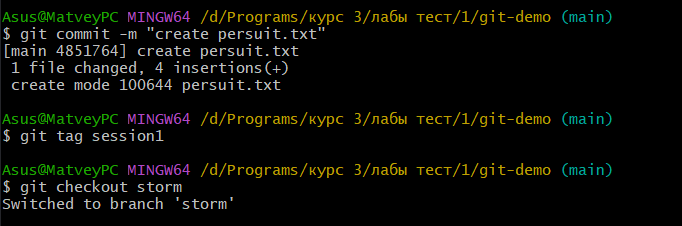 Asus@MatveyPC MINGW64 /d/Programs/курс 3/лабы тест/1/git-demo (main)
$ git commit -m "create persuit.txt"
[main 4851764] create persuit.txt
 1 file changed, 4 insertions(+)
 create mode 100644 persuit.txt

Asus@MatveyPC MINGW64 /d/Programs/курс 3/лабы тест/1/git-demo (main)
$ git tag session1

Asus@MatveyPC MINGW64 /d/Programs/курс 3/лабы тест/1/git-demo (main)
$ git checkout storm
Switched to branch 'storm'